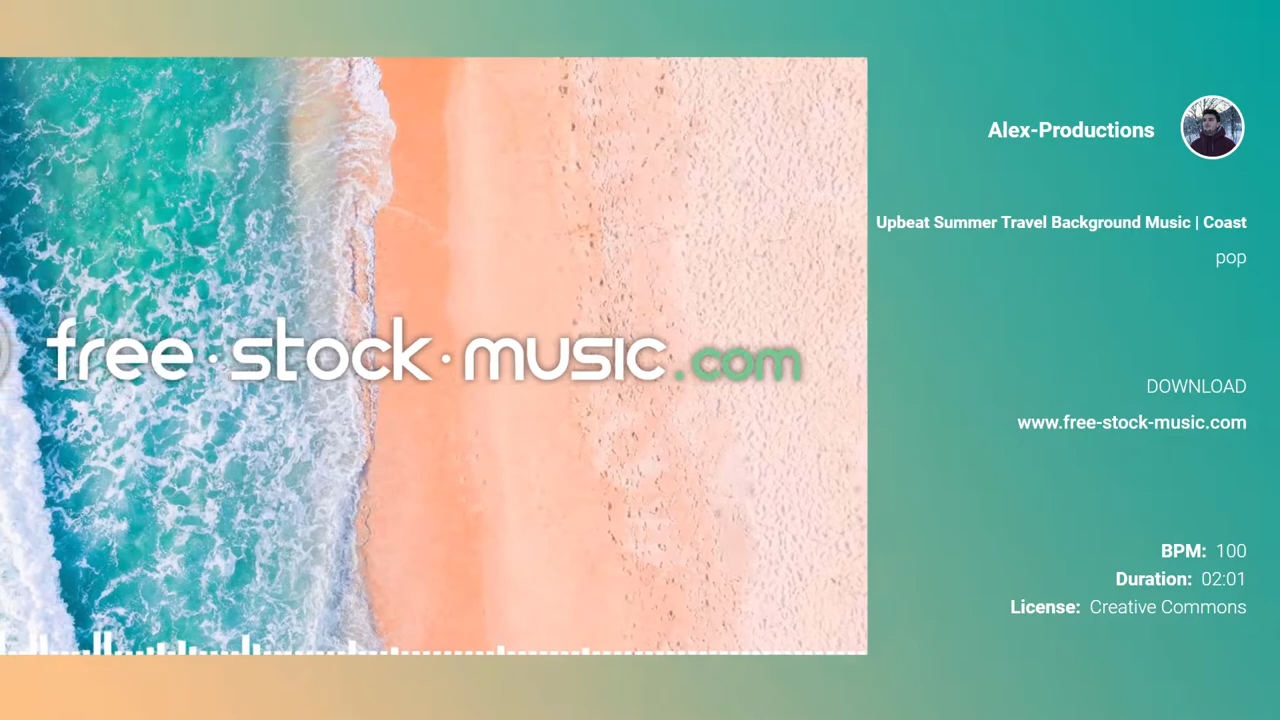 free·stock·music.com
Alex-Productions
Upbeat Summer Travel Background Music | Coast
pop
DOWNLOAD
www.free-stock-music.com
BPM: 100
Duration: 02:01
License: Creative Commons